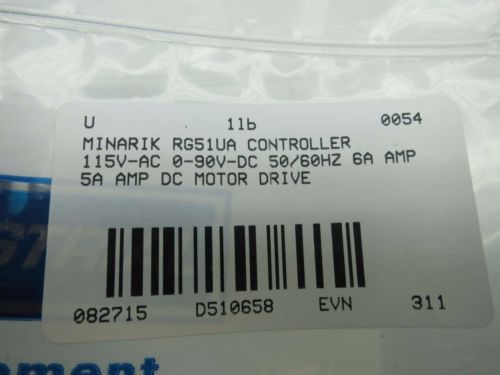 U 1lb 0054
MINARIK RG51UA CONTROLLER
115V-AC 0-90V-DC 50/60HZ 6A AMP
5A AMP DC MOTOR DRIVE
082715 D510658 EVN 311